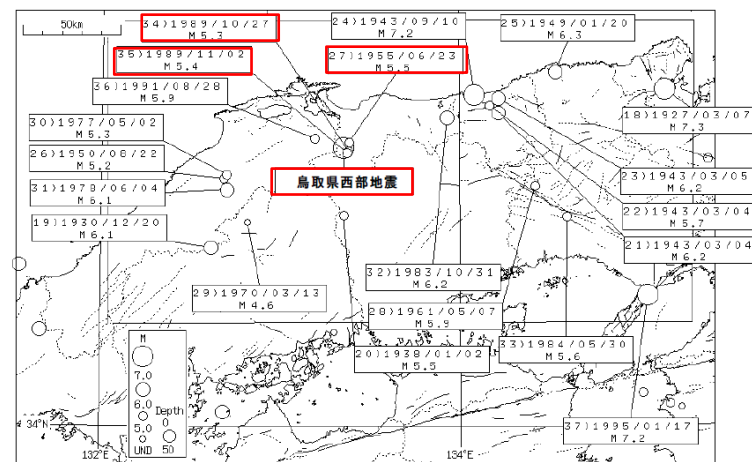 50km
34)1989/10/27
M5.3
24)1943/09/10
M7.2
25)1949/01/20
M6.3
35)1989/11/02
M5.4
27)1955/06/23
M5.5
36)1991/08/28
M5.9
18)1927/03/07
M7.3
30)1977/05/02
M5.3
26)1950/08/22
M5.2
鳥取県西部地震
23)1943/03/05
M6.2
31)1978/06/04
M6.1
22)1943/03/04
M5.7
19)1930/12/20
M6.1
21)1943/03/04
M6.2
32)1983/10/31
M6.2
29)1970/03/13
M4.6
28)1961/05/07
M5.9
33)1984/05/30
M5.6
20)1938/01/02
M5.5
M
7.0
6.0
5.0
UND
Depth
0
50
34°N
132°E
134°E
37)1995/01/17
M7.2